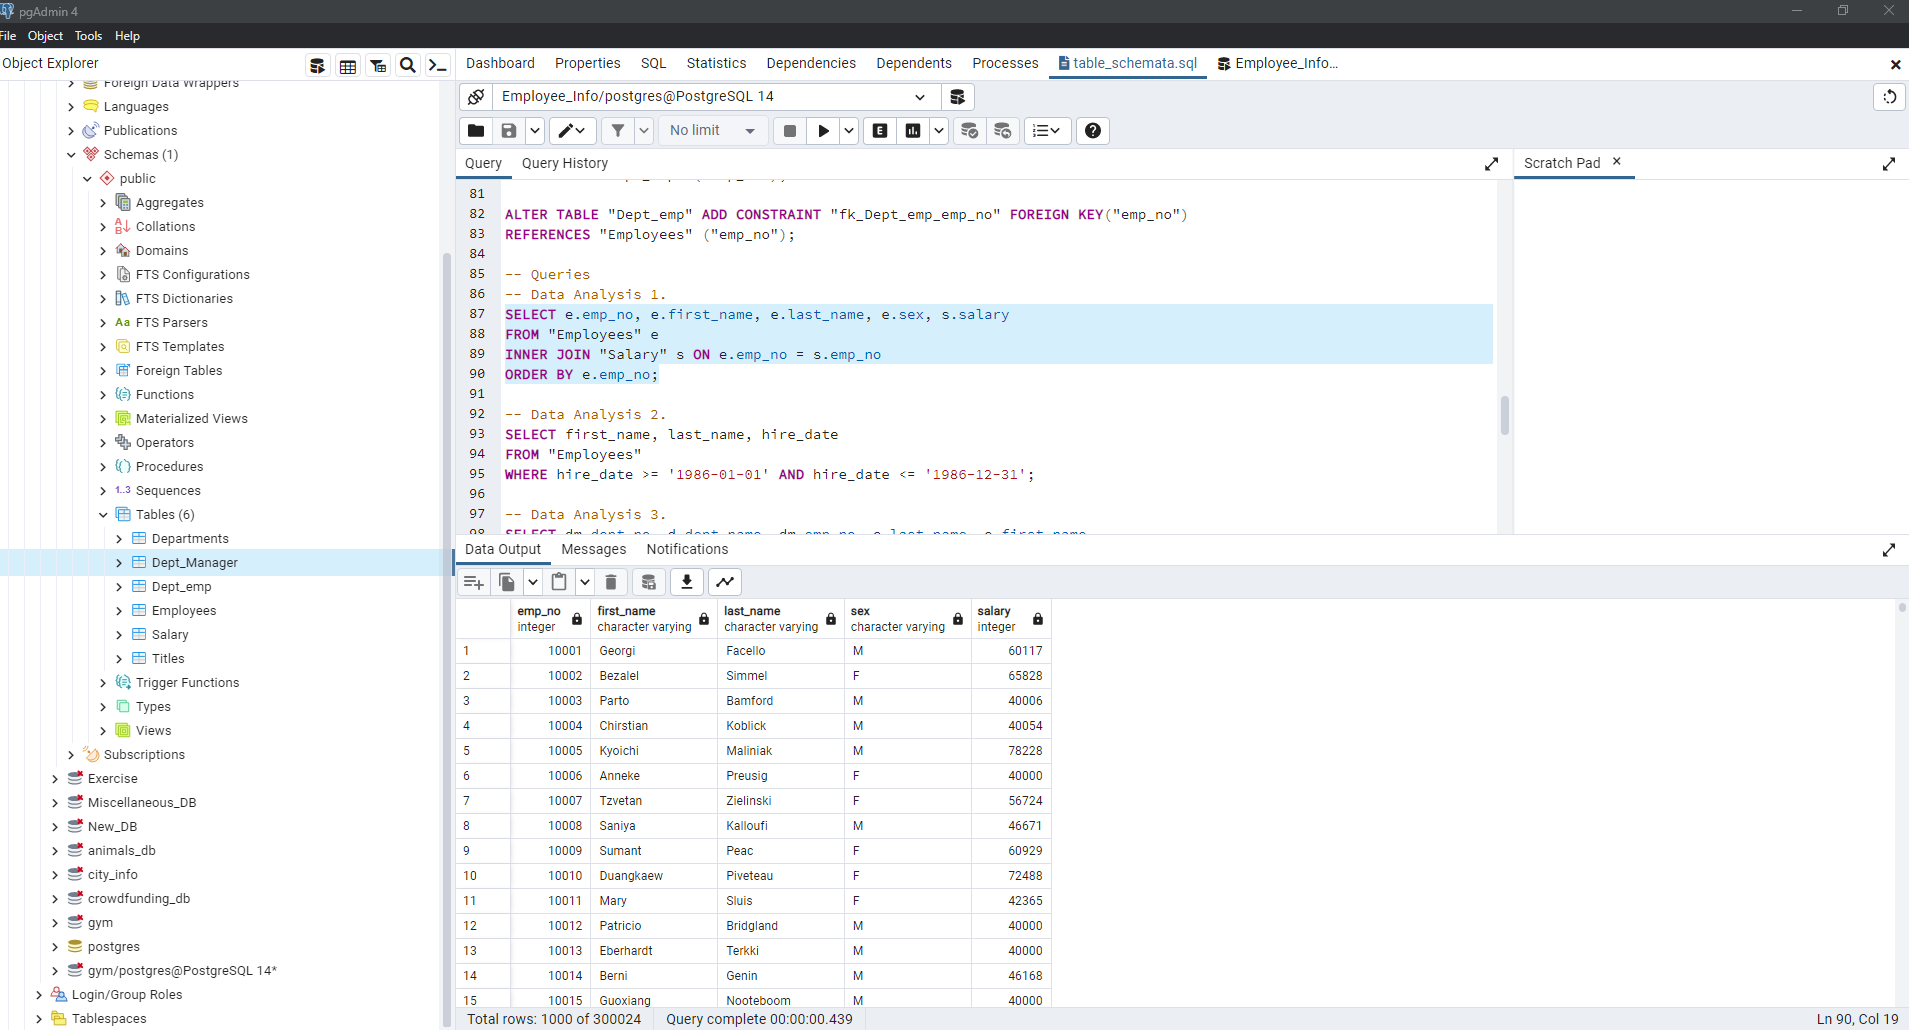 pgAdmin 4
File Object Tools Help
Object Explorer
Dashboard Properties SQL Statistics Dependencies Dependents Processes table_schemata.sql Employee_Info...
Foreign Data Wrappers
Languages
Publications
Schemas (1)
public
Aggregates
Collations
Domains
FTS Configurations
FTS Dictionaries
FTS Parsers
FTS Templates
Foreign Tables
Functions
Materialized Views
Operators
Procedures
Sequences
Tables (6)
Departments
Dept_Manager
Dept_emp
Employees
Salary
Titles
Trigger Functions
Types
Views
Subscriptions
Exercise
Miscellaneous_DB
New_DB
animals_db
city_info
crowdfunding_db
gym
postgres
gym/postgres@PostgreSQL 14*
Login/Group Roles
Tablespaces
Employee_Info/postgres@PostgreSQL 14
No limit
Query Query History
Scratch Pad
81
82 ALTER TABLE "Dept_emp" ADD CONSTRAINT "fk_Dept_emp_emp_no" FOREIGN KEY("emp_no")
83 REFERENCES "Employees" ("emp_no");
84
85 -- Queries
86 -- Data Analysis 1.
87 SELECT e.emp_no, e.first_name, e.last_name, e.sex, s.salary
88 FROM "Employees" e
89 INNER JOIN "Salary" s ON e.emp_no = s.emp_no
90 ORDER BY e.emp_no;
91
92 -- Data Analysis 2.
93 SELECT first_name, last_name, hire_date
94 FROM "Employees"
95 WHERE hire_date >= '1986-01-01' AND hire_date <= '1986-12-31';
96
97 -- Data Analysis 3.
98 SELECT dm.dept_no, d.dept_name, dm.emp_no, e.last_name, e.first_name
Data Output Messages Notifications
emp_no first_name last_name sex salary
integer character varying character varying character varying integer
1 10001 Georgi Facello M 60117
2 10002 Bezalel Simmel F 65828
3 10003 Parto Bamford M 40006
4 10004 Chirstian Koblick M 40054
5 10005 Kyoichi Maliniak M 78228
6 10006 Anneke Preusig F 40000
7 10007 Tzvetan Zielinski F 56724
8 10008 Saniya Kalloufi M 46671
9 10009 Sumant Peac F 60929
10 10010 Duangkaew Piveteau F 72488
11 10011 Mary Sluis F 42365
12 10012 Patricio Bridgland M 40000
13 10013 Eberhardt Terkki M 40000
14 10014 Berni Genin M 46168
15 10015 Guoxiang Nooteboom M 40000
Total rows: 1000 of 300024 Query complete 00:00:00.439 Ln 90, Col 19